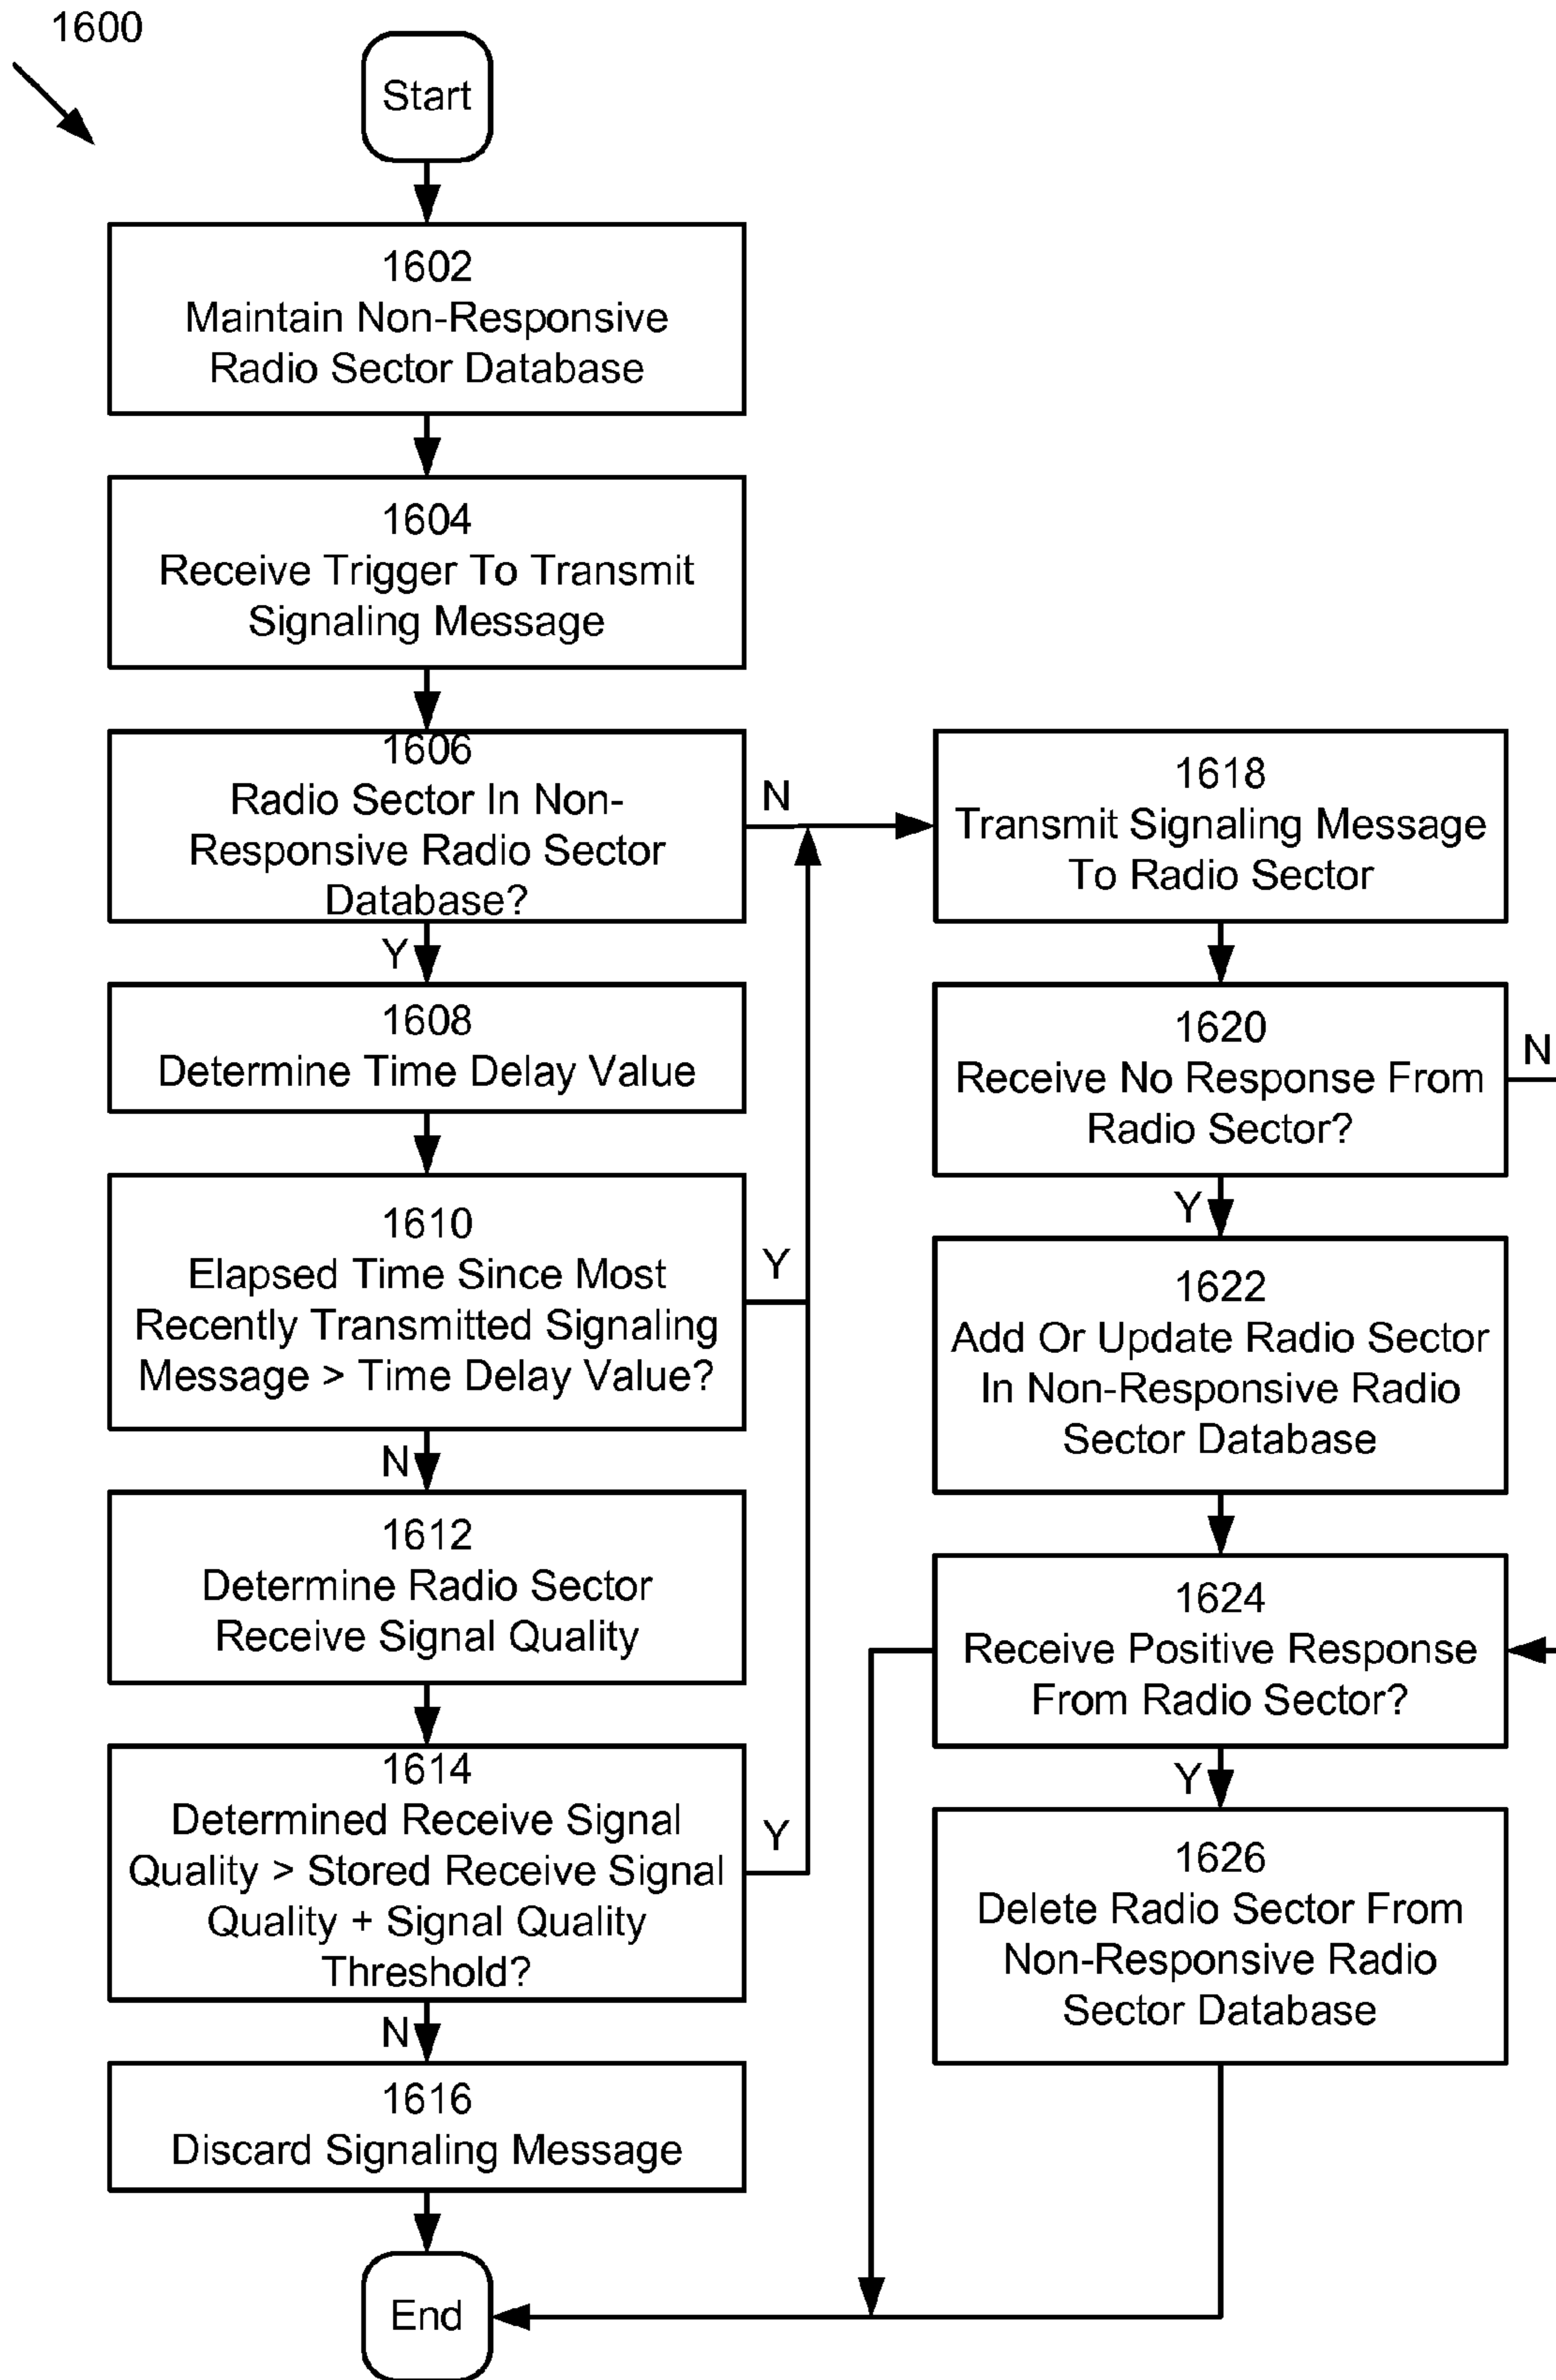 1600
Start
1602
Maintain Non-Responsive
Radio Sector Database
1604
Receive Trigger To Transmit
Signaling Message
1606
Radio Sector In Non-
Responsive Radio Sector
Database?
N
Y
1608
Determine Time Delay Value
1610
Elapsed Time Since Most
Recently Transmitted Signaling
Message > Time Delay Value?
Y
N
1612
Determine Radio Sector
Receive Signal Quality
1614
Determined Receive Signal
Quality > Stored Receive Signal
Quality + Signal Quality
Threshold?
Y
N
1616
Discard Signaling Message
End
1618
Transmit Signaling Message
To Radio Sector
1620
Receive No Response From
Radio Sector?
N
Y
1622
Add Or Update Radio Sector
In Non-Responsive Radio
Sector Database
1624
Receive Positive Response
From Radio Sector?
Y
1626
Delete Radio Sector From
Non-Responsive Radio
Sector Database